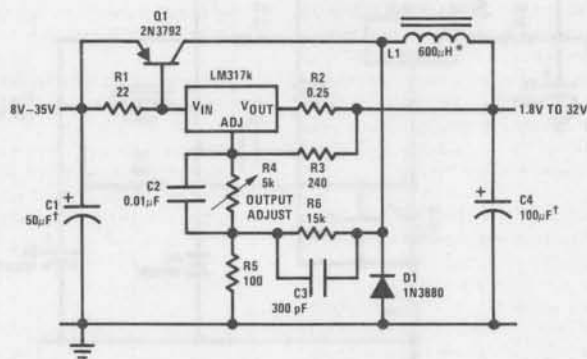 Q1
2N3792
L1
600μH*
R1
22
LM317k
R2
0.25
8V–35V
VIN
VOUT
ADJ
1.8V TO 32V
R4
5k
R3
240
C2
0.01μF
OUTPUT
ADJUST
R6
15k
C1
50μF†
C4
100μF†
R5
100
C3
300 pF
D1
1N3880
+
+